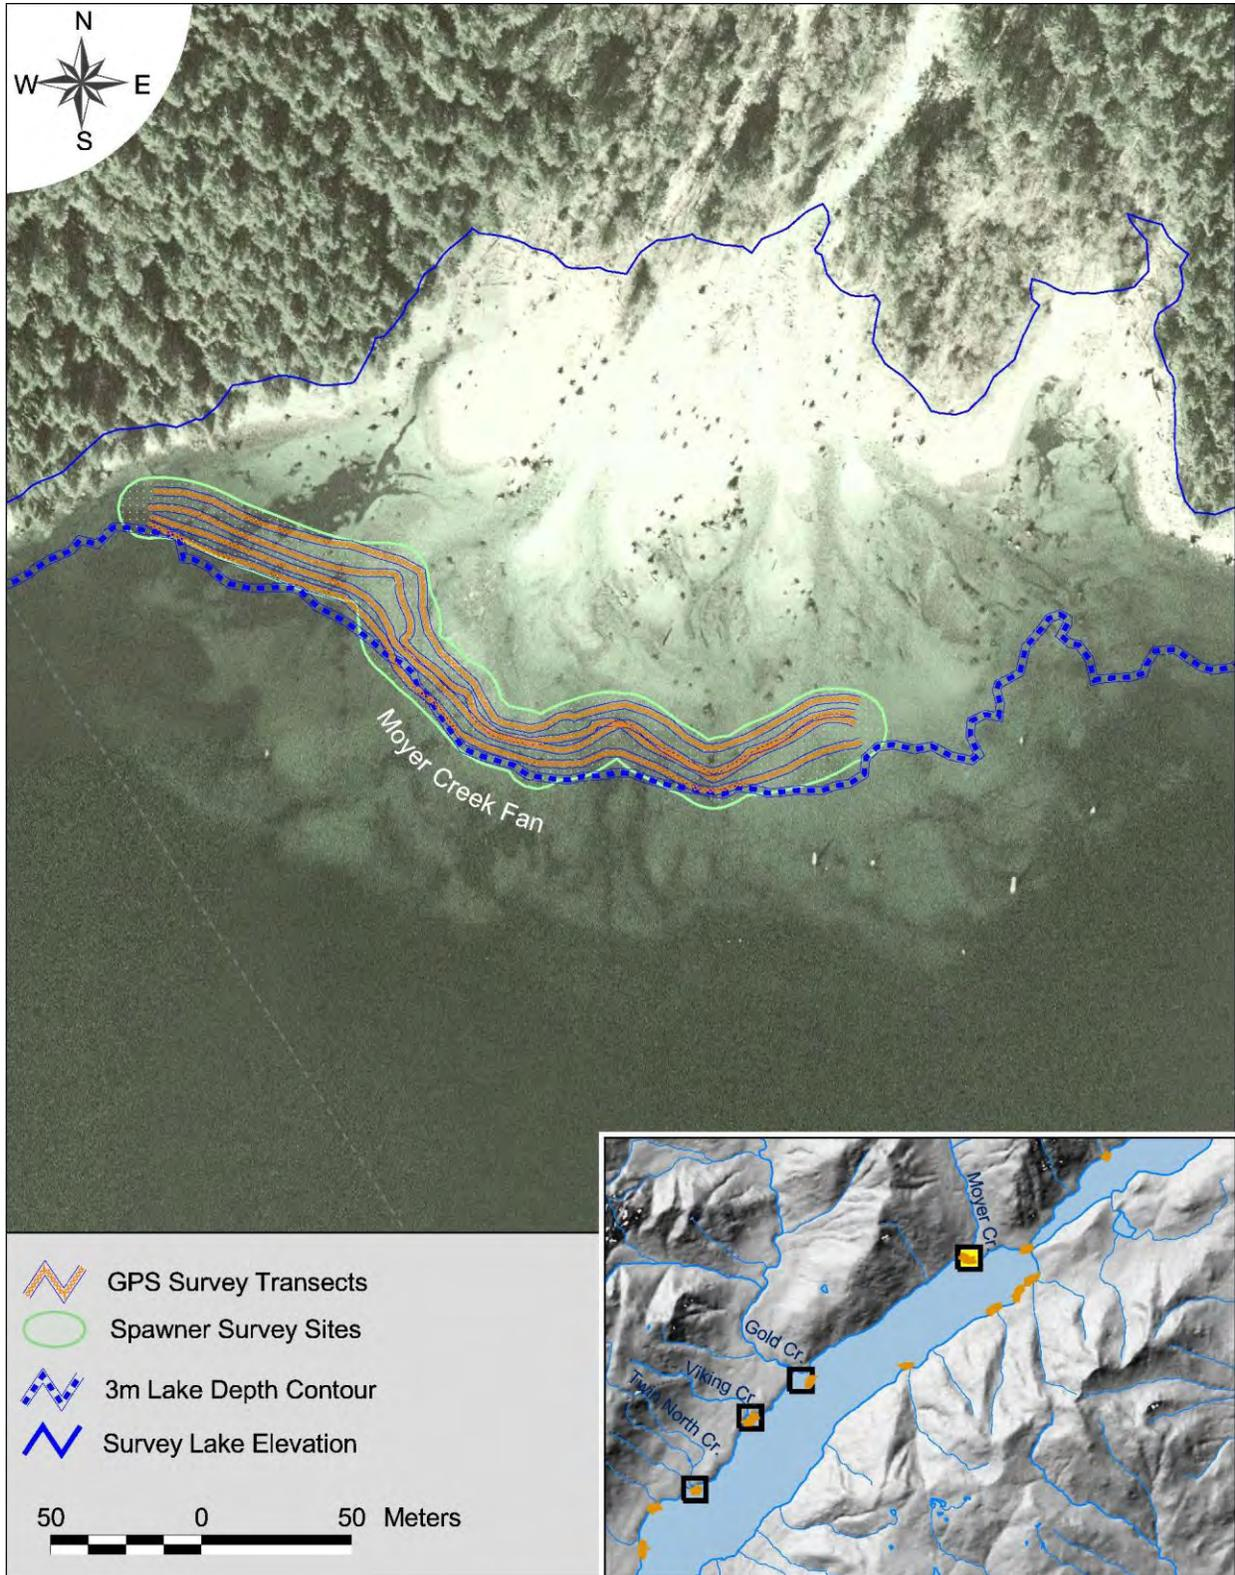 N
W E
S
Moyer Creek Fan
Moyer Cr.
Gold Cr.
Viking Cr.
Twin North Cr.
GPS Survey Transects
Spawner Survey Sites
3m Lake Depth Contour
Survey Lake Elevation
50 0 50 Meters